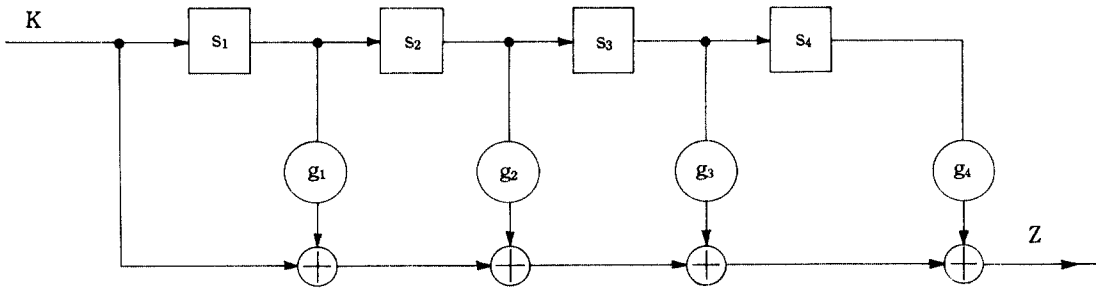 K
s₁ s₂ s₃ s₄
g₁ g₂ g₃ g₄
Z